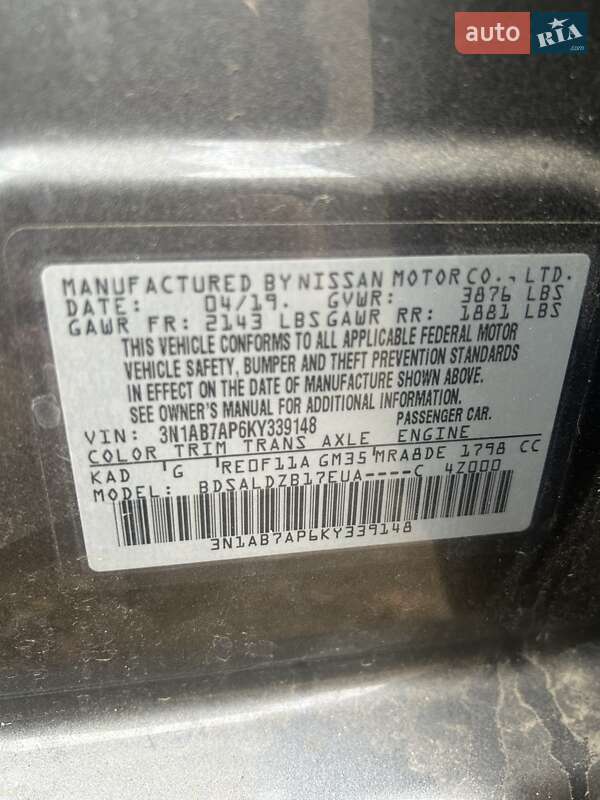 auto RIA .com
MANUFACTURED BY NISSAN MOTOR CO., LTD.
DATE: 04/19. GVWR: 3876 LBS
GAWR FR: 2143 LBS GAWR RR: 1881 LBS
THIS VEHICLE CONFORMS TO ALL APPLICABLE FEDERAL MOTOR
VEHICLE SAFETY, BUMPER AND THEFT PREVENTION STANDARDS
IN EFFECT ON THE DATE OF MANUFACTURE SHOWN ABOVE.
SEE OWNER'S MANUAL FOR ADDITIONAL INFORMATION.
VIN: 3N1AB7AP6KY339148 PASSENGER CAR.
COLOR TRIM TRANS AXLE ENGINE
KAD G RE0F11A GM35 MRA8DE 1798 CC
MODEL: BDSALDZB17EUA----C 4Z000
3N1AB7AP6KY339148